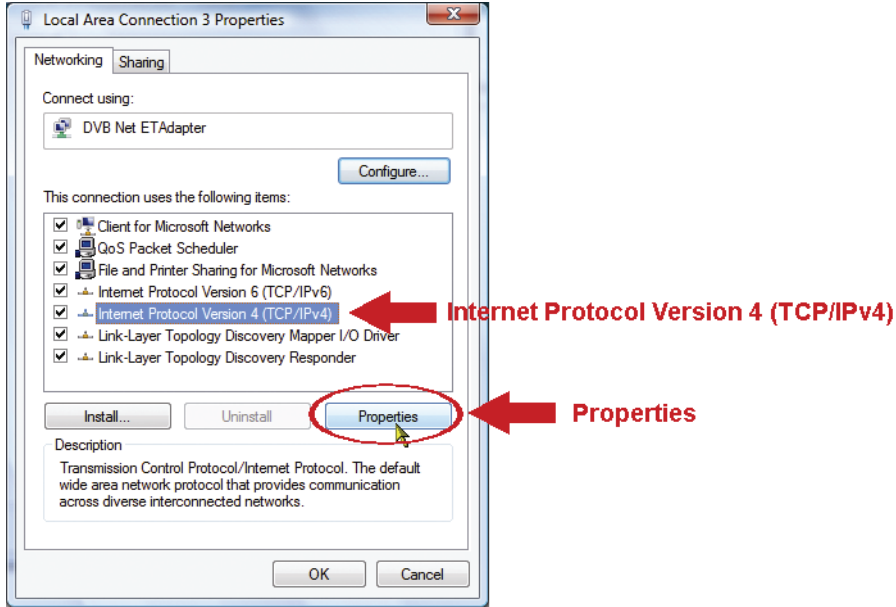 Local Area Connection 3 Properties
Networking
Sharing
Connect using:
DVB Net ETAdapter
Configure...
This connection uses the following items:
Client for Microsoft Networks
QoS Packet Scheduler
File and Printer Sharing for Microsoft Networks
Internet Protocol Version 6 (TCP/IPv6)
Internet Protocol Version 4 (TCP/IPv4)
Internet Protocol Version 4 (TCP/IPv4)
Link-Layer Topology Discovery Mapper I/O Driver
Link-Layer Topology Discovery Responder
Install...
Uninstall
Properties
Properties
Description
Transmission Control Protocol/Internet Protocol. The default
wide area network protocol that provides communication
across diverse interconnected networks.
OK
Cancel